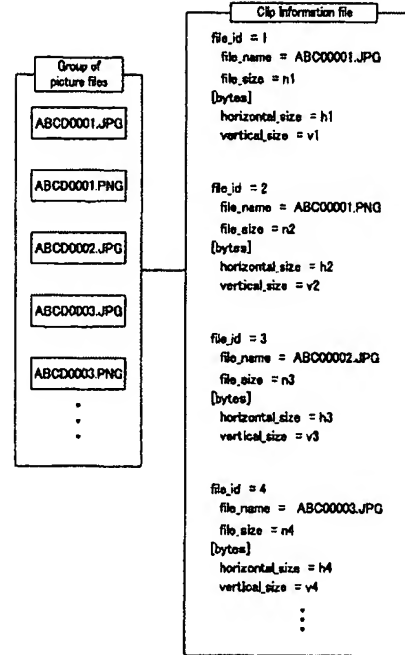 Group of
picture files
ABCD0001.JPG
ABCD0001.PNG
ABCD0002.JPG
ABCD0003.JPG
ABCD0003.PNG
Clip Information file
file_id = 1
file_name = ABC00001.JPG
file_size = n1
[bytes]
horizontal_size = h1
vertical_size = v1
file_id = 2
file_name = ABC00001.PNG
file_size = n2
[bytes]
horizontal_size = h2
vertical_size = v2
file_id = 3
file_name = ABC00002.JPG
file_size = n3
[bytes]
horizontal_size = h3
vertical_size = v3
file_id = 4
file_name = ABC00003.JPG
file_size = n4
[bytes]
horizontal_size = h4
vertical_size = v4